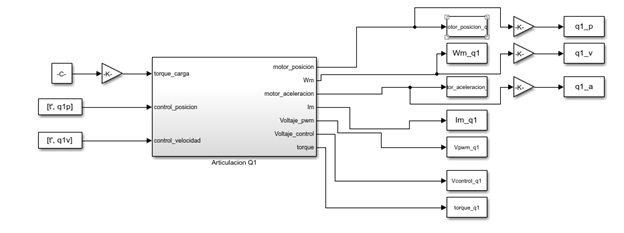 -K-
q1_p
Wm_q1
-K-
q1_v
-C-
-K-
torque_carga
motor_posicion
Wm
motor_aceleracion
-K-
q1_a
[t', q1p]
control_posicion
Im
Im_q1
Voltaje_pwm
[t', q1v]
control_velocidad
Voltaje_control
Vpwm_q1
torque
Articulacion Q1
Vcontrol_q1
torque_q1